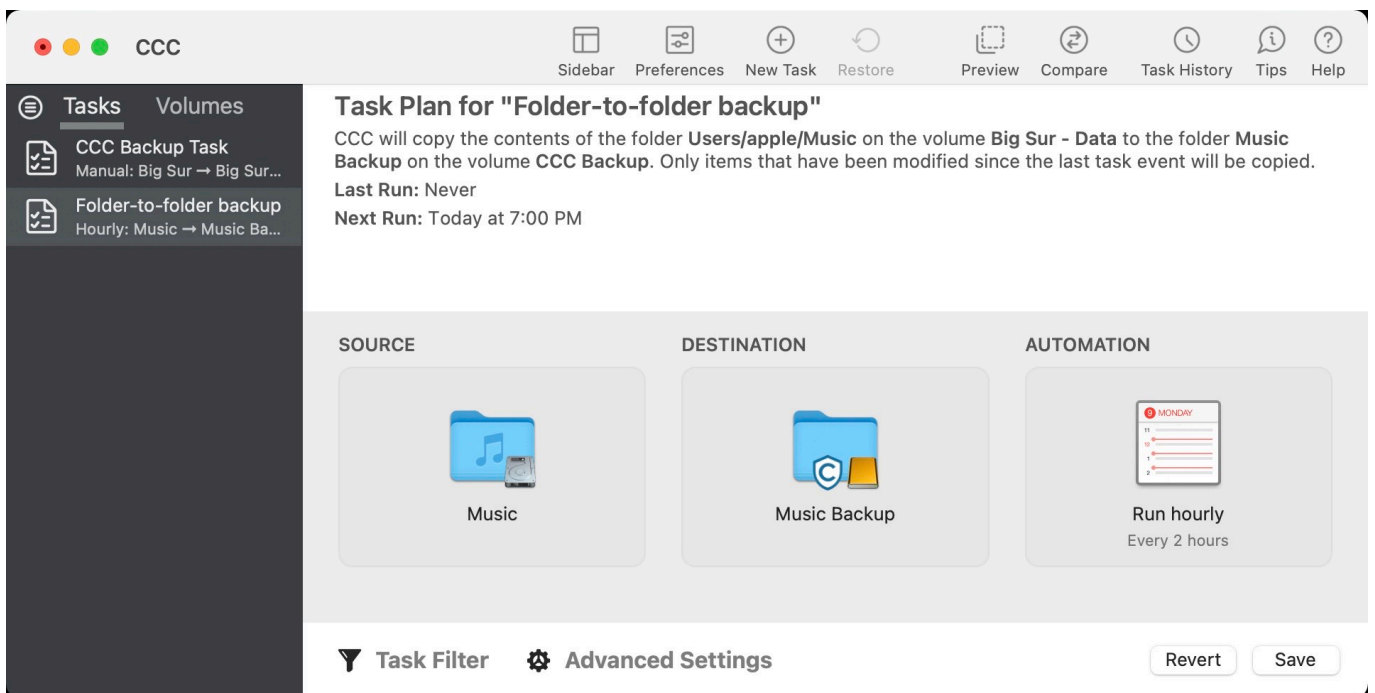 CCC
Sidebar Preferences New Task Restore Preview Compare Task History Tips Help
Tasks Volumes
CCC Backup Task
Manual: Big Sur → Big Sur...
Folder-to-folder backup
Hourly: Music → Music Ba...
Task Plan for "Folder-to-folder backup"
CCC will copy the contents of the folder Users/apple/Music on the volume Big Sur - Data to the folder Music
Backup on the volume CCC Backup. Only items that have been modified since the last task event will be copied.
Last Run: Never
Next Run: Today at 7:00 PM
SOURCE DESTINATION AUTOMATION
9 MONDAY
11
12
1
2
Music Music Backup Run hourly
Every 2 hours
Task Filter Advanced Settings Revert Save